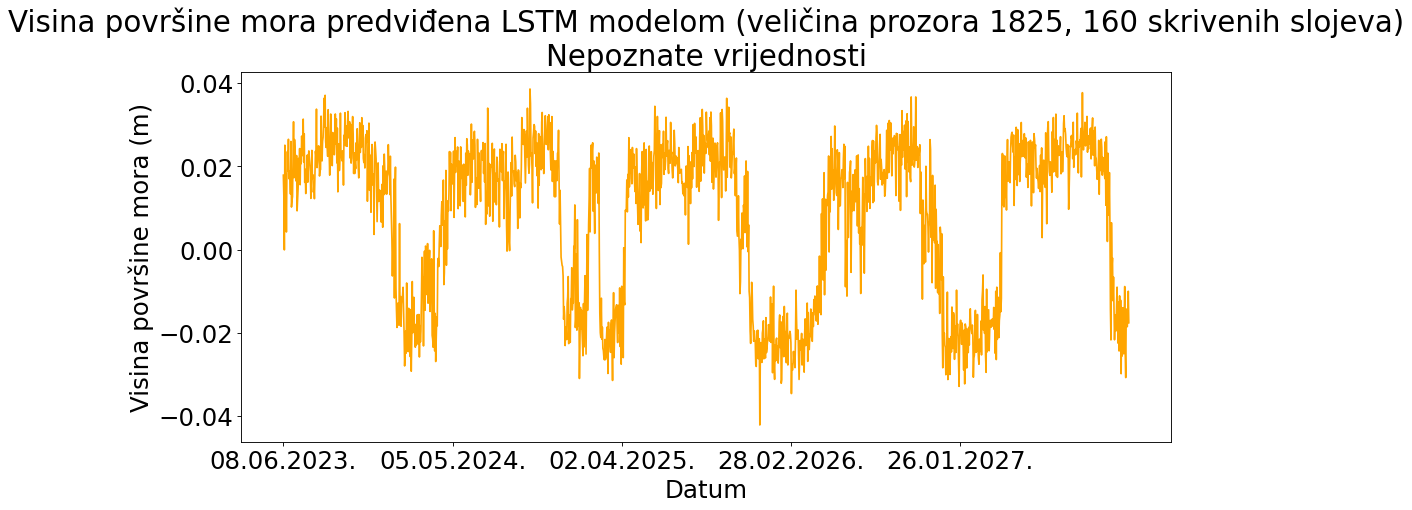 Visina površine mora predviđena LSTM modelom (veličina prozora 1825, 160 skrivenih slojeva)
Nepoznate vrijednosti
Visina površine mora (m)
0.04
0.02
0.00
−0.02
−0.04
08.06.2023. 05.05.2024. 02.04.2025. 28.02.2026. 26.01.2027.
Datum